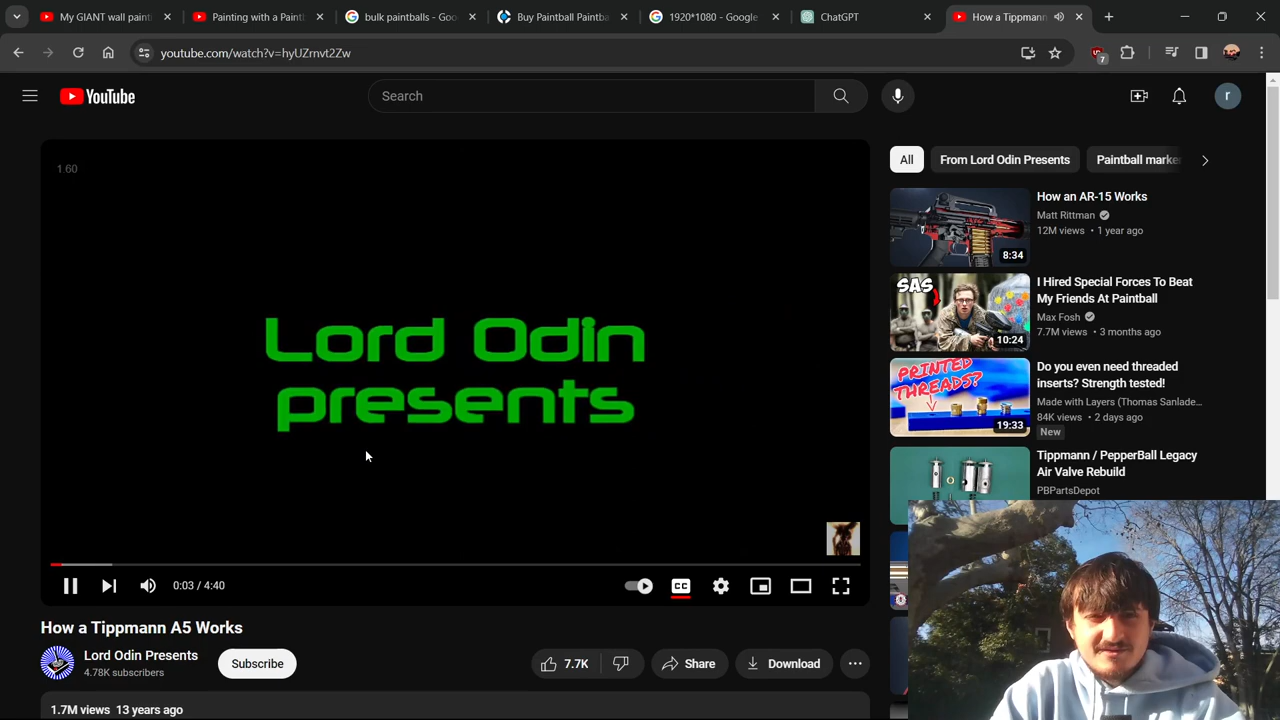 My GIANT wall paint
Painting with a Paint
bulk paintballs - Goo
Buy Paintball Paintba
1920*1080 - Google
ChatGPT
How a Tippmann
youtube.com/watch?v=hyUZrnvt2Zw
7
YouTube
Search
r
1.60
Lord Odin
presents
0:03 / 4:40
CC
How a Tippmann A5 Works
Lord Odin Presents
4.78K subscribers
Subscribe
7.7K
Share
Download
1.7M views 13 years ago
All
From Lord Odin Presents
Paintball marke
How an AR-15 Works
Matt Rittman
12M views • 1 year ago
8:34
SAS
I Hired Special Forces To Beat
My Friends At Paintball
Max Fosh
7.7M views • 3 months ago
10:24
PRINTED
THREADS?
Do you even need threaded
inserts? Strength tested!
Made with Layers (Thomas Sanlade...
84K views • 2 days ago
New
19:33
Tippmann / PepperBall Legacy
Air Valve Rebuild
PBPartsDepot